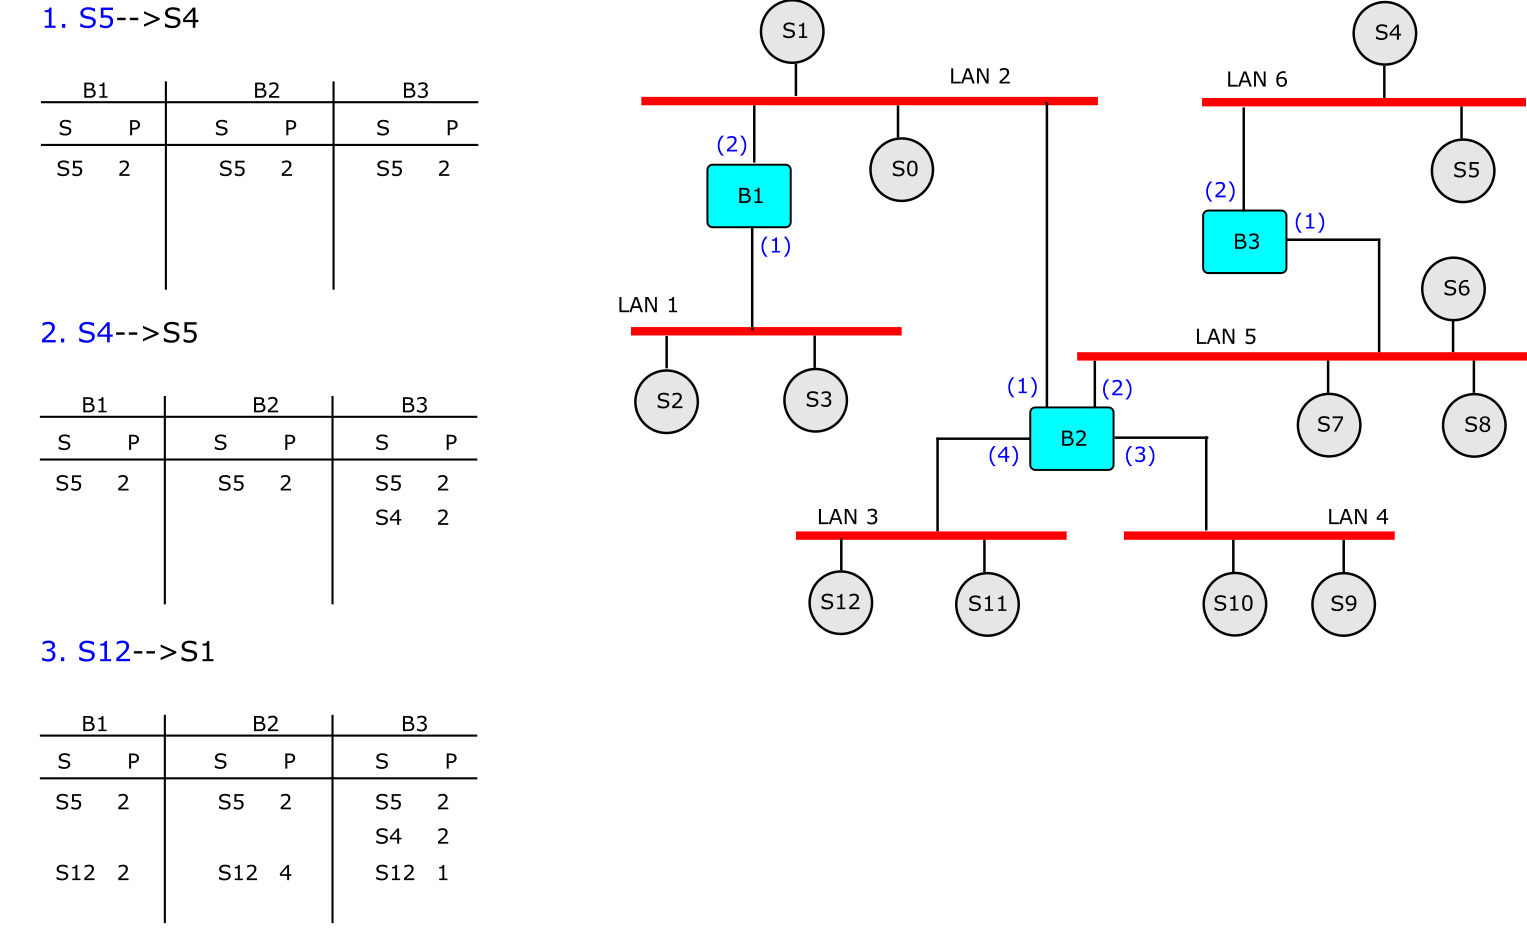 1. S5-->S4
B1 B2 B3
S P S P S P
S5 2 S5 2 S5 2
2. S4-->S5
B1 B2 B3
S P S P S P
S5 2 S5 2 S5 2
S4 2
3. S12-->S1
B1 B2 B3
S P S P S P
S5 2 S5 2 S5 2
S4 2
S12 2 S12 4 S12 1
S1
LAN 2
(2)
S0
B1
(1)
LAN 1
S2
S3
S4
LAN 6
S5
(2)
(1)
B3
S6
LAN 5
(1)
(2)
S7
S8
B2
(4)
(3)
LAN 3
LAN 4
S12
S11
S10
S9